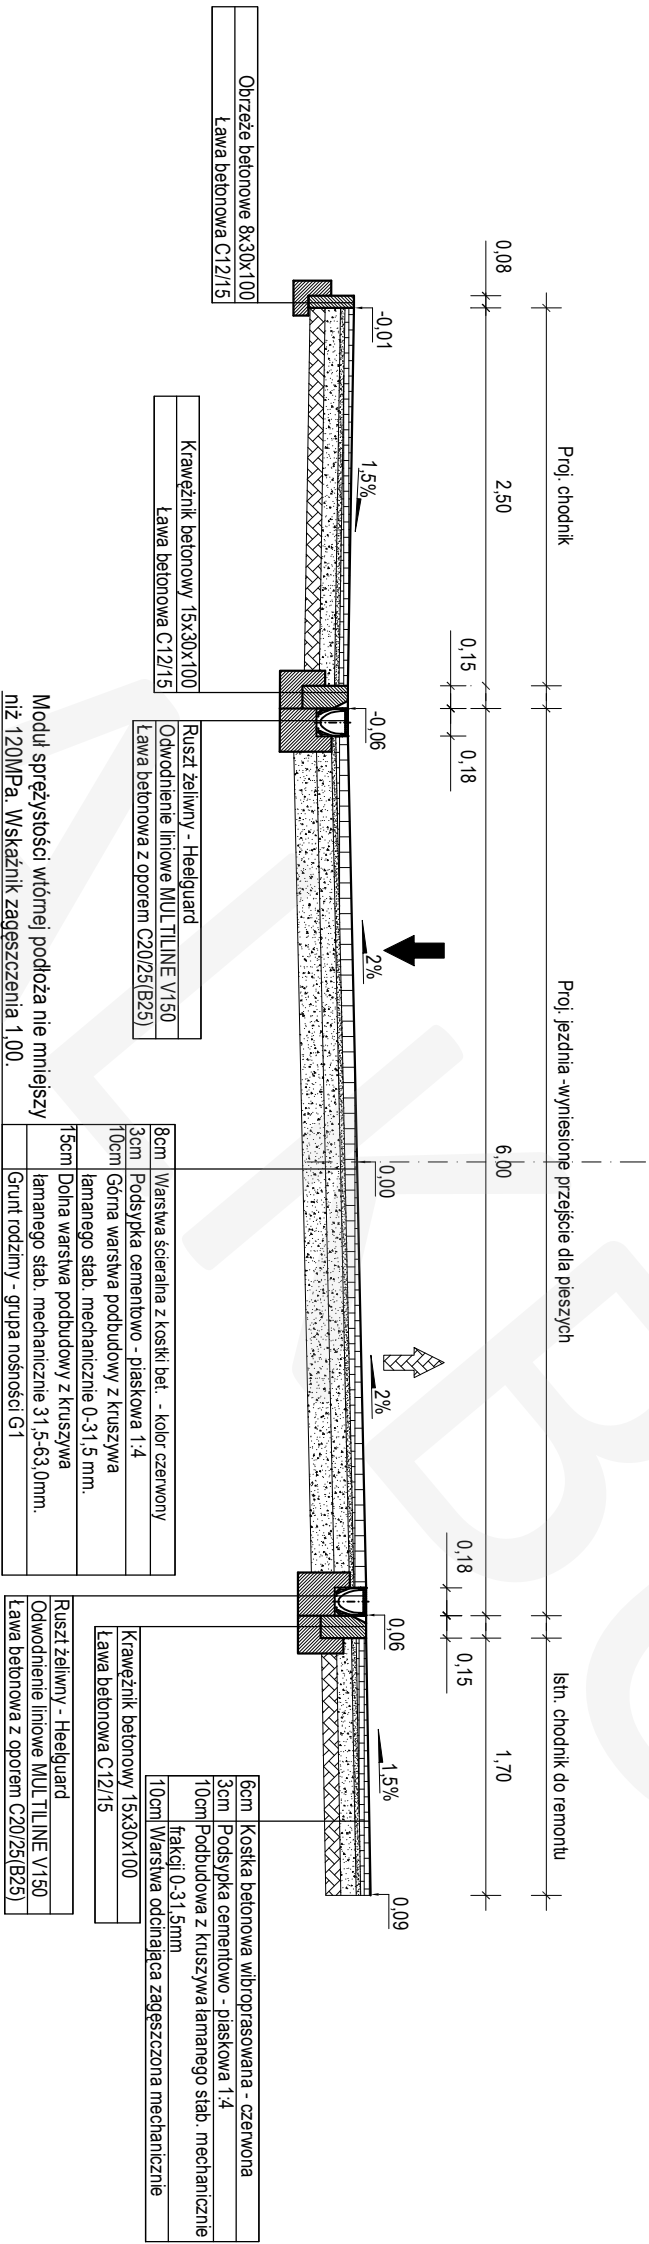 Proj. chodnik
Proj. jezdnia -wyniesione przejście dla pieszych
Istn. chodnik do remontu
0,08
2,50
6,00
1,70
0,15
0,18
0,18
0,15
-0,01
1,5%
-0,06
2%
0,00
2%
0,06
1,5%
0,09
Obrzeże betonowe 8x30x100
Ława betonowa C12/15
Krawężnik betonowy 15x30x100
Ława betonowa C12/15
Ruszt żeliwny - Heelguard
Odwodnienie liniowe MULTILINE V150
Ława betonowa z oporem C20/25(B25)
Moduł sprężystości wtórnej podłoża nie mniejszy
niż 120MPa. Wskaźnik zagęszczenia 1,00.
8cm Warstwa ścieralna z kostki bet. - kolor czerwony
3cm Podsypka cementowo - piaskowa 1:4
10cm Górna warstwa podbudowy z kruszywa
łamanego stab. mechanicznie 0-31,5 mm.
15cm Dolna warstwa podbudowy z kruszywa
łamanego stab. mechanicznie 31,5-63,0mm.
Grunt rodzimy - grupa nośności G1
6cm Kostka betonowa wibroprasowana - czerwona
3cm Podsypka cementowo - piaskowa 1:4
10cm Podbudowa z kruszywa łamanego stab. mechanicznie
frakcji 0-31,5mm
10cm Warstwa odcinająca zagęszczona mechanicznie
Krawężnik betonowy 15x30x100
Ława betonowa C12/15
Ruszt żeliwny - Heelguard
Odwodnienie liniowe MULTILINE V150
Ława betonowa z oporem C20/25(B25)